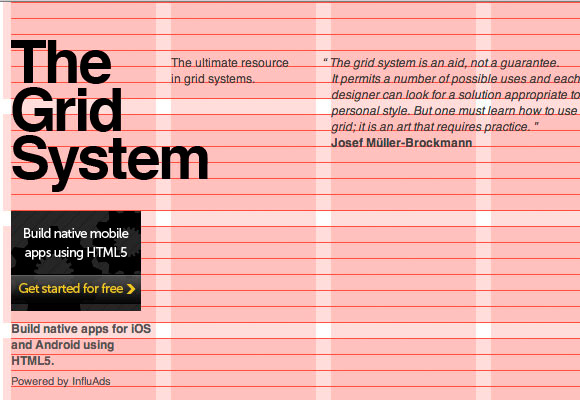 The
Grid
System
The ultimate resource
in grid systems.
“ The grid system is an aid, not a guarantee.
It permits a number of possible uses and each
designer can look for a solution appropriate to
personal style. But one must learn how to use
grid; it is an art that requires practice. ”
Josef Müller-Brockmann
Build native mobile
apps using HTML5
Get started for free
Build native apps for iOS
and Android using
HTML5.
Powered by InfluAds